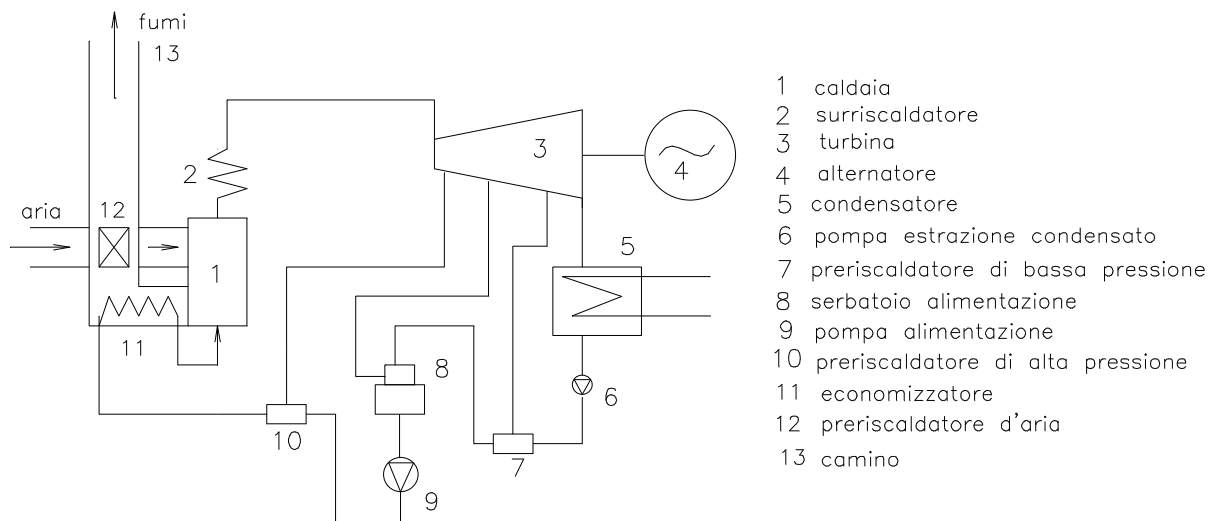 fumi
13
3
4
2
12
aria
1
5
11
8
6
10
7
9
1 caldaia
2 surriscaldatore
3 turbina
4 alternatore
5 condensatore
6 pompa estrazione condensato
7 preriscaldatore di bassa pressione
8 serbatoio alimentazione
9 pompa alimentazione
10 preriscaldatore di alta pressione
11 economizzatore
12 preriscaldatore d'aria
13 camino